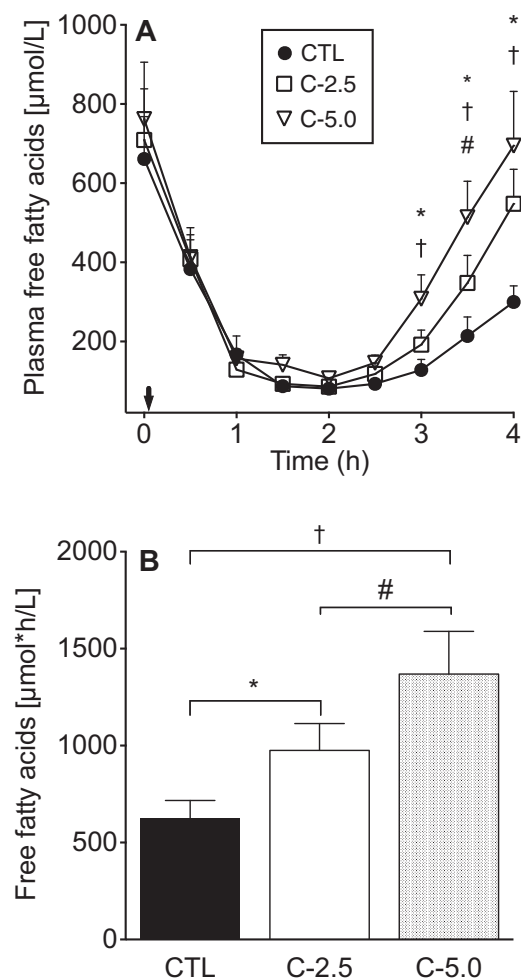 A
Plasma free fatty acids [µmol/L]
1000
800
600
400
200
CTL
C-2.5
C-5.0
*
†
*
†
#
*
†
0 1 2 3 4
Time (h)
B
Free fatty acids [µmol*h/L]
2000
1500
1000
500
0
†
#
*
CTL C-2.5 C-5.0